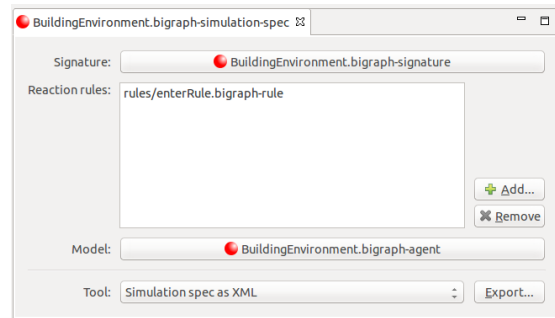 BuildingEnvironment.bigraph-simulation-spec
Signature: BuildingEnvironment.bigraph-signature
Reaction rules: rules/enterRule.bigraph-rule
Add...
Remove
Model: BuildingEnvironment.bigraph-agent
Tool: Simulation spec as XML Export...